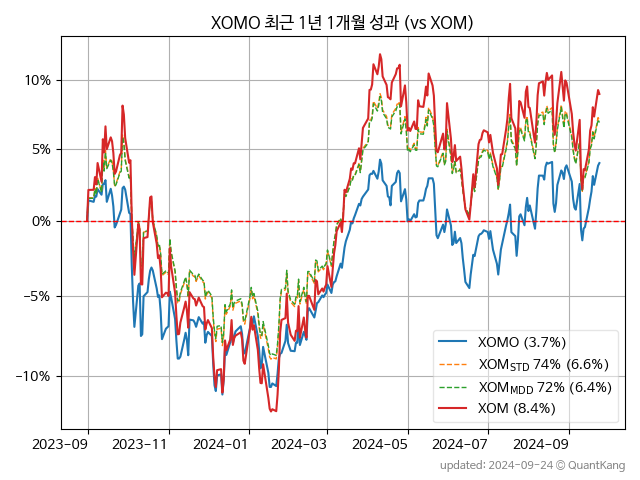 XOMO 최근 1년 1개월 성과 (vs XOM)
10%
5%
0%
−5%
−10%
2023-09 2023-11 2024-01 2024-03 2024-05 2024-07 2024-09
XOMO (3.7%)
XOM_STD 74% (6.6%)
XOM_MDD 72% (6.4%)
XOM (8.4%)
updated: 2024-09-24 © QuantKang